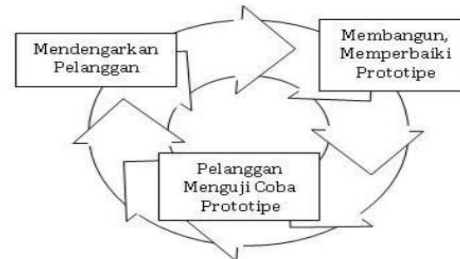 Mendengarkan
Pelanggan
Membangun,
Memperbaiki
Prototipe
Pelanggan
Menguji Coba
Prototipe